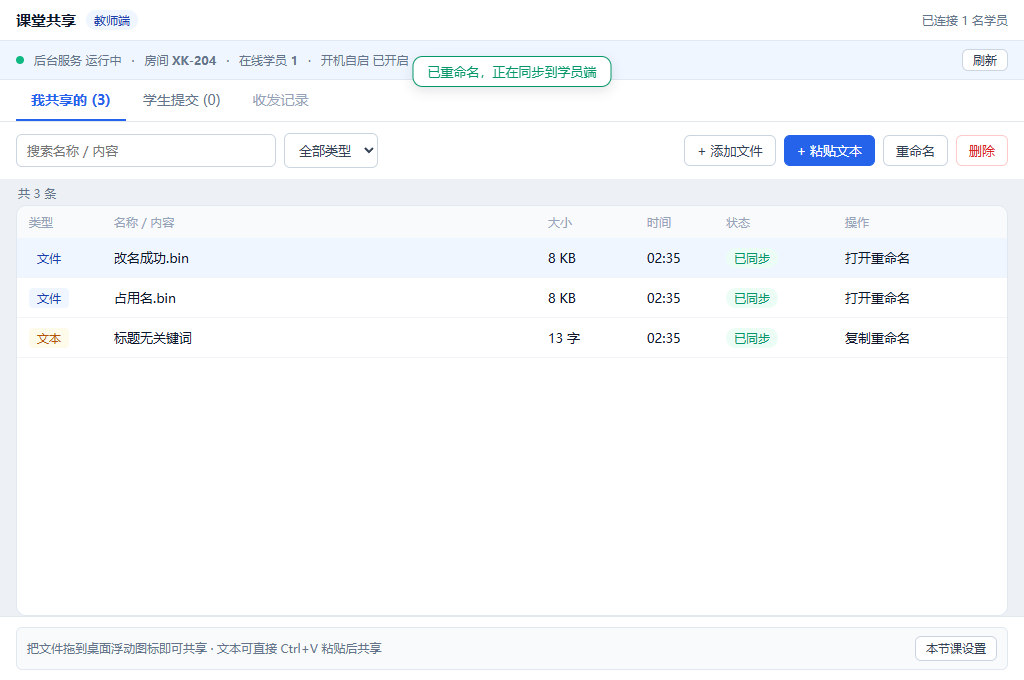 课堂共享 教师端 已连接 1 名学员
后台服务 运行中 · 房间 XK-204 · 在线学员 1 · 开机自启 已开启 刷新
已重命名，正在同步到学员端
我共享的 (3) 学生提交 (0) 收发记录
搜索名称 / 内容 全部类型 + 添加文件 + 粘贴文本 重命名 删除
共 3 条
类型 名称 / 内容 大小 时间 状态 操作
文件 改名成功.bin 8 KB 02:35 已同步 打开重命名
文件 占用名.bin 8 KB 02:35 已同步 打开重命名
文本 标题无关键词 13 字 02:35 已同步 复制重命名
把文件拖到桌面浮动图标即可共享 · 文本可直接 Ctrl+V 粘贴后共享 本节课设置